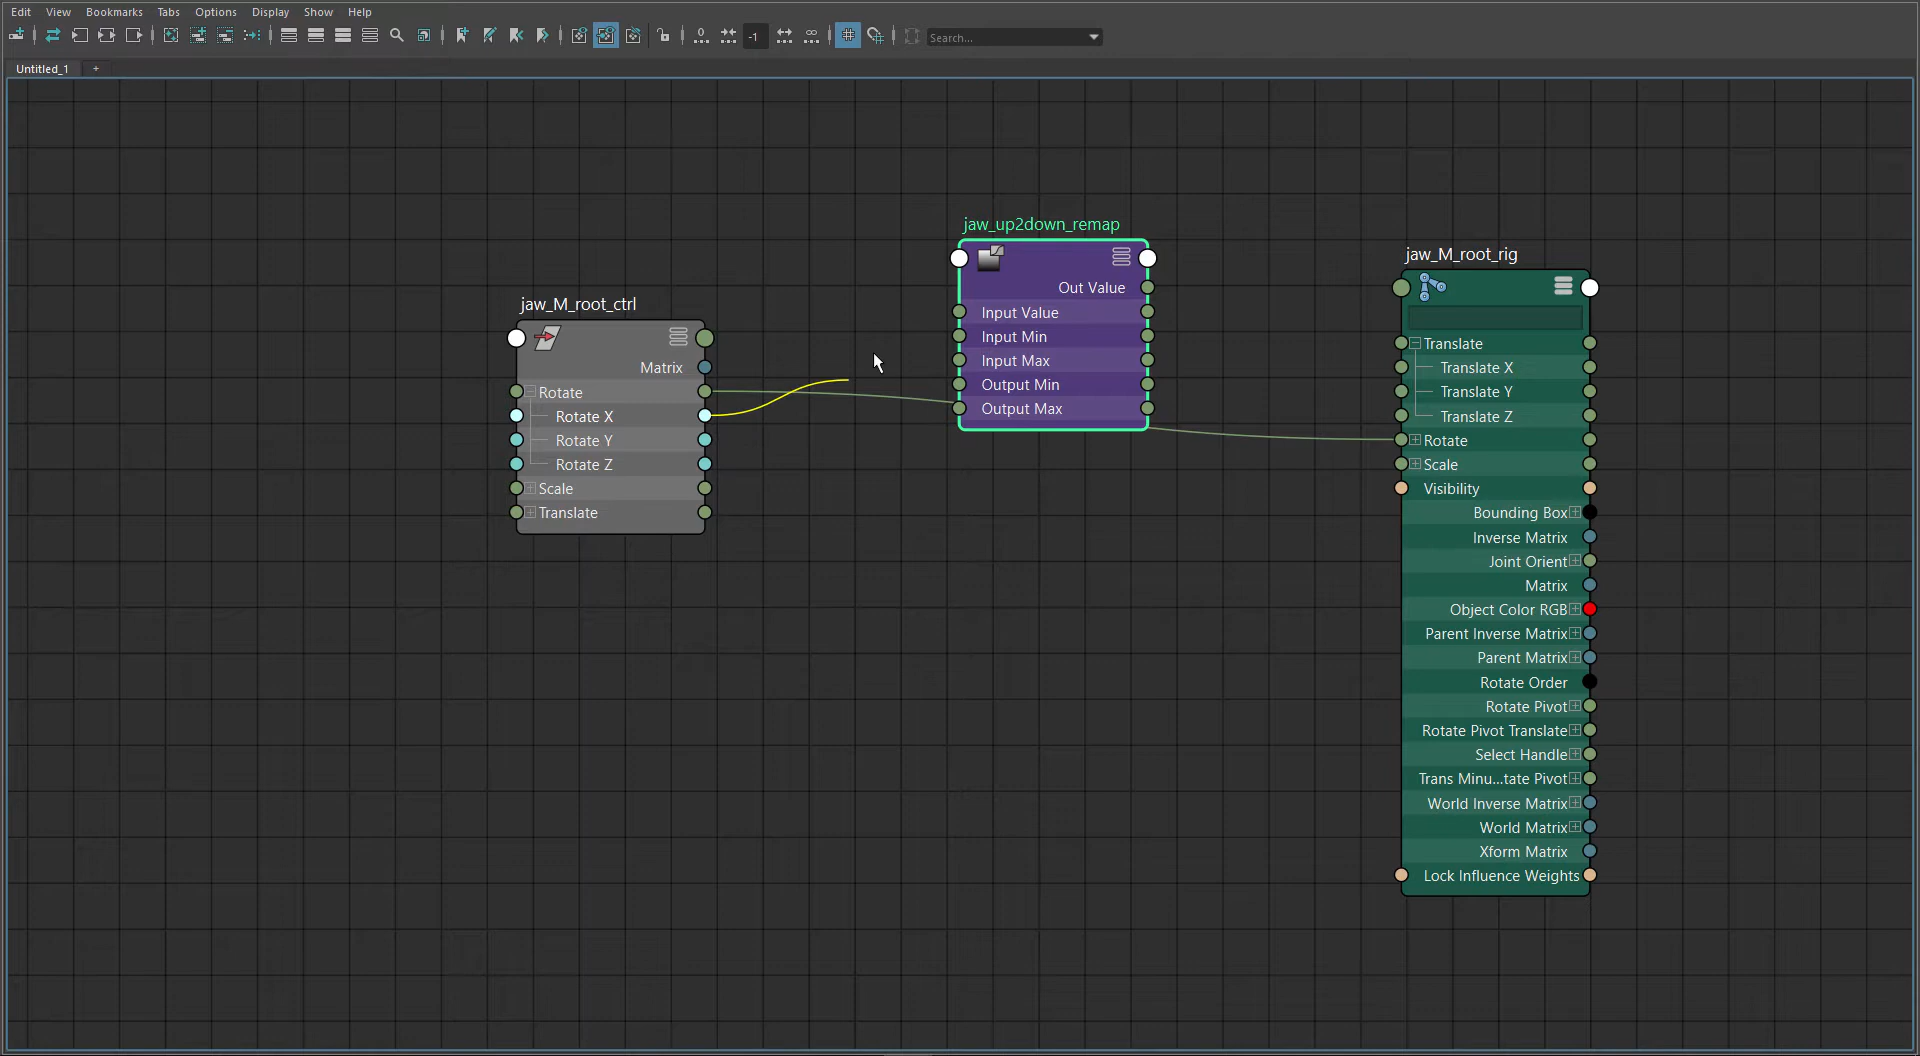 Edit View Bookmarks Tabs Options Display Show Help
0 -1 Search...
Untitled_1 +
jaw_M_root_ctrl
Matrix
Rotate
Rotate X
Rotate Y
Rotate Z
Scale
Translate
jaw_up2down_remap
Out Value
Input Value
Input Min
Input Max
Output Min
Output Max
jaw_M_root_rig
Translate
Translate X
Translate Y
Translate Z
Rotate
Scale
Visibility
Bounding Box
Inverse Matrix
Joint Orient
Matrix
Object Color RGB
Parent Inverse Matrix
Parent Matrix
Rotate Order
Rotate Pivot
Rotate Pivot Translate
Select Handle
Trans Minu...tate Pivot
World Inverse Matrix
World Matrix
Xform Matrix
Lock Influence Weights